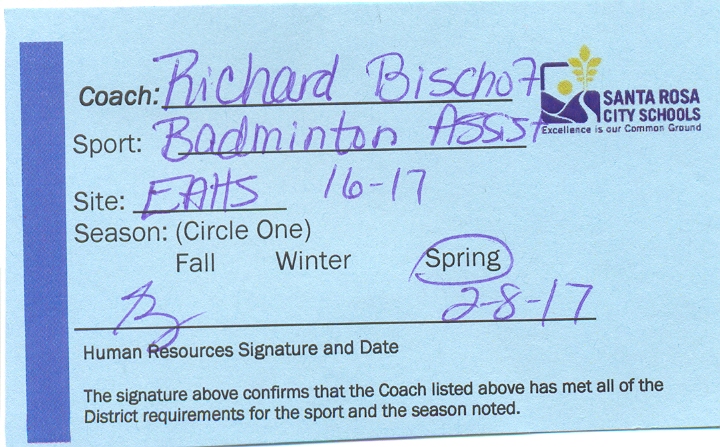 Coach: Richard Bischof
SANTA ROSA
CITY SCHOOLS
Excellence is our Common Ground
Sport: Badminton Assist
Site: EAHS 16-17
Season: (Circle One)
Fall Winter Spring
2-8-17
Human Resources Signature and Date
The signature above confirms that the Coach listed above has met all of the
District requirements for the sport and the season noted.